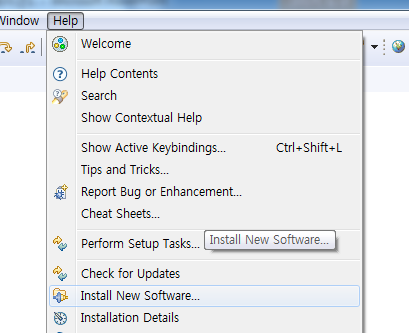 Window Help
Welcome
Help Contents
Search
Show Contextual Help
Show Active Keybindings... Ctrl+Shift+L
Tips and Tricks...
Report Bug or Enhancement...
Cheat Sheets...
Perform Setup Tasks...
Install New Software...
Check for Updates
Install New Software...
Installation Details